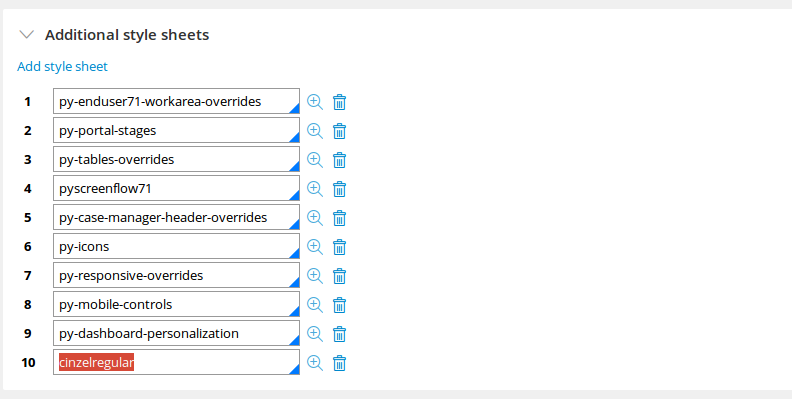 Additional style sheets
Add style sheet
1 py-enduser71-workarea-overrides
2 py-portal-stages
3 py-tables-overrides
4 pyscreenflow71
5 py-case-manager-header-overrides
6 py-icons
7 py-responsive-overrides
8 py-mobile-controls
9 py-dashboard-personalization
10 cinzelregular